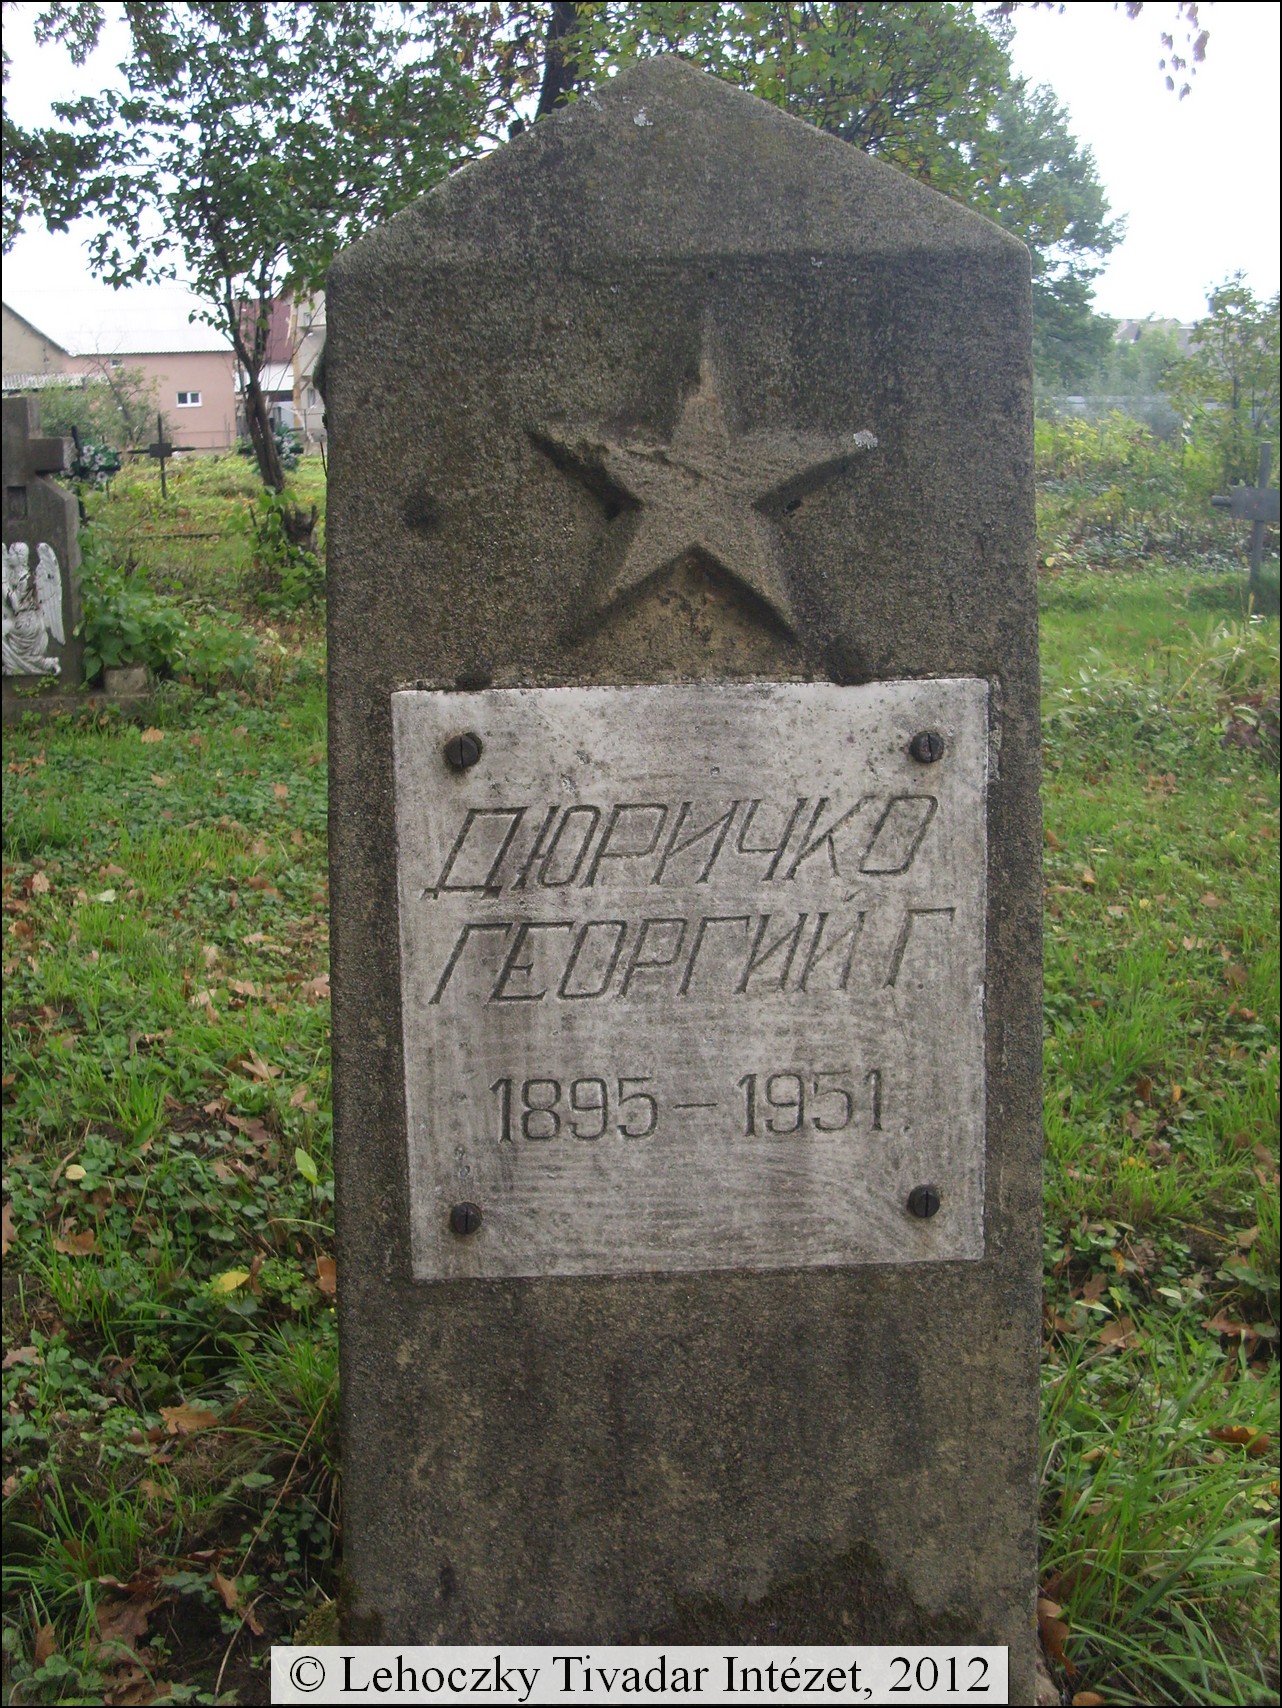 ДЮРИЧКО
ГЕОРГИЙ Г.
1895-1951.
© Lehoczky Tivadar Intézet, 2012